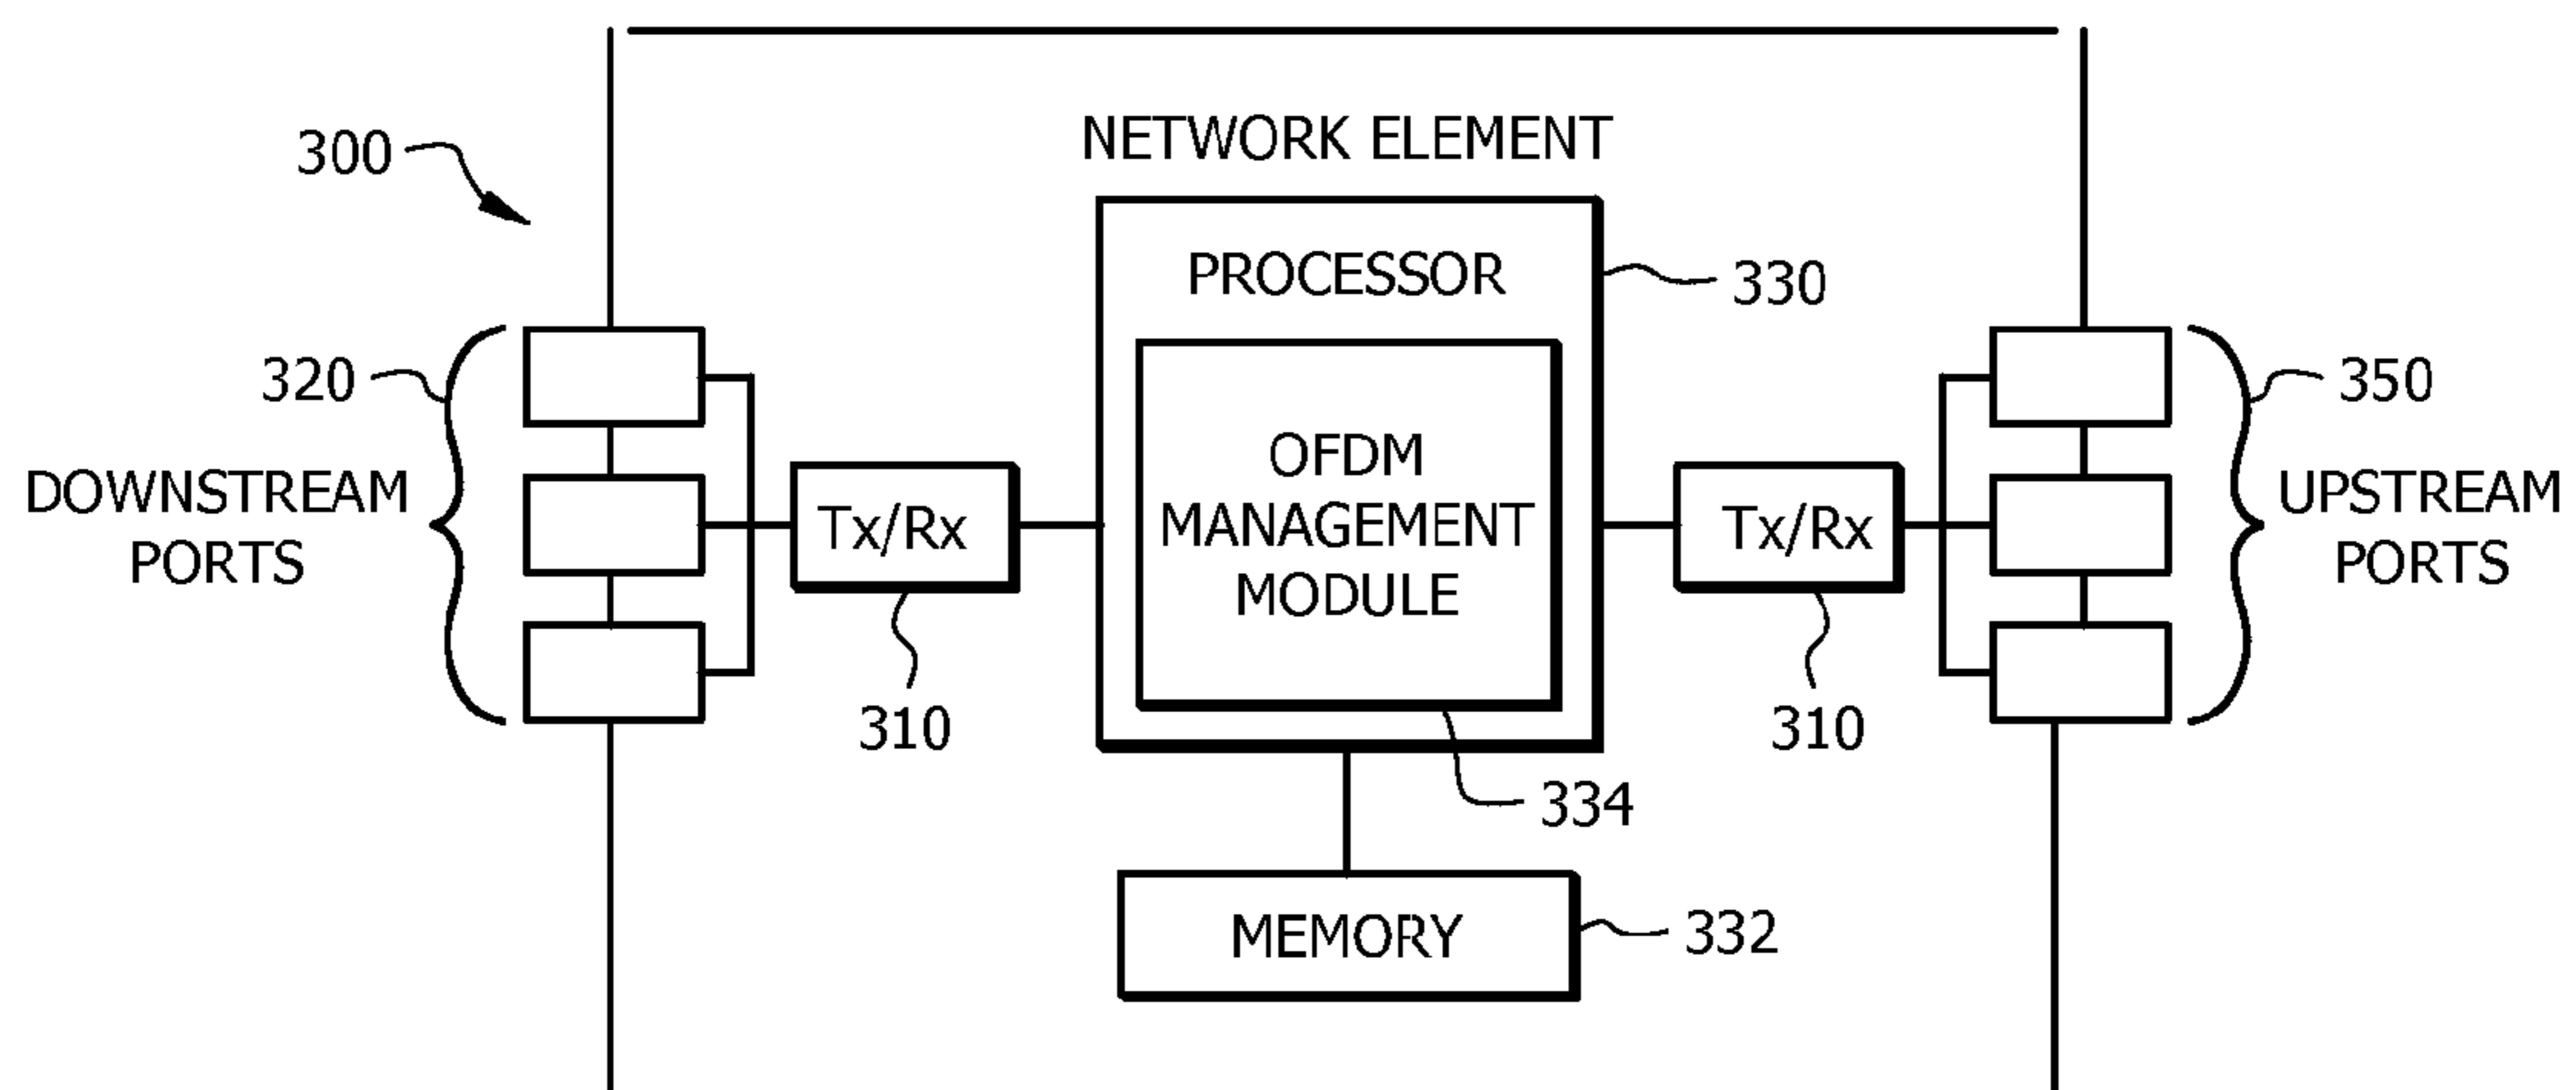 NETWORK ELEMENT
300
PROCESSOR
330
320
350
DOWNSTREAM
PORTS
Tx/Rx
OFDM
MANAGEMENT
MODULE
Tx/Rx
UPSTREAM
PORTS
310
310
334
MEMORY
332